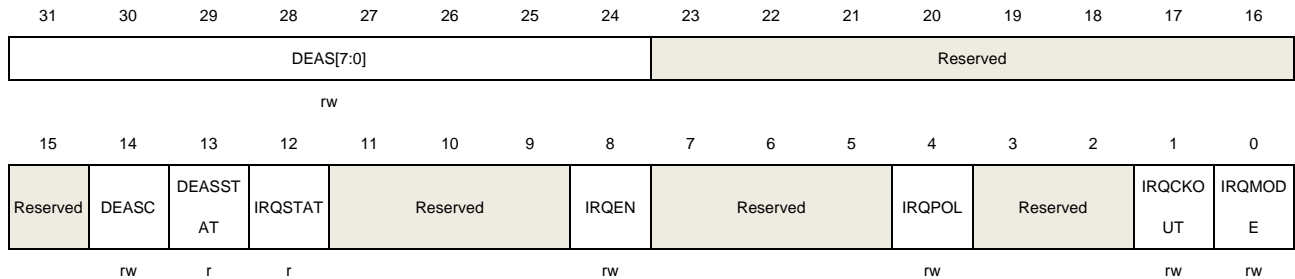 31 30 29 28 27 26 25 24 23 22 21 20 19 18 17 16
DEAS[7:0] Reserved
rw
15 14 13 12 11 10 9 8 7 6 5 4 3 2 1 0
Reserved DEASC DEASST
AT IRQSTAT Reserved IRQEN Reserved IRQPOL Reserved IRQCKO
UT IRQMOD
E
rw r r rw rw rw rw